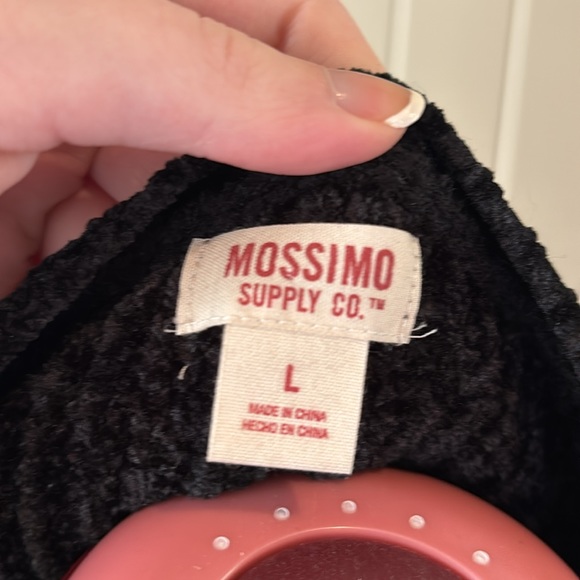 MOSSIMO
SUPPLY CO.™
L
MADE IN CHINA
HECHO EN CHINA